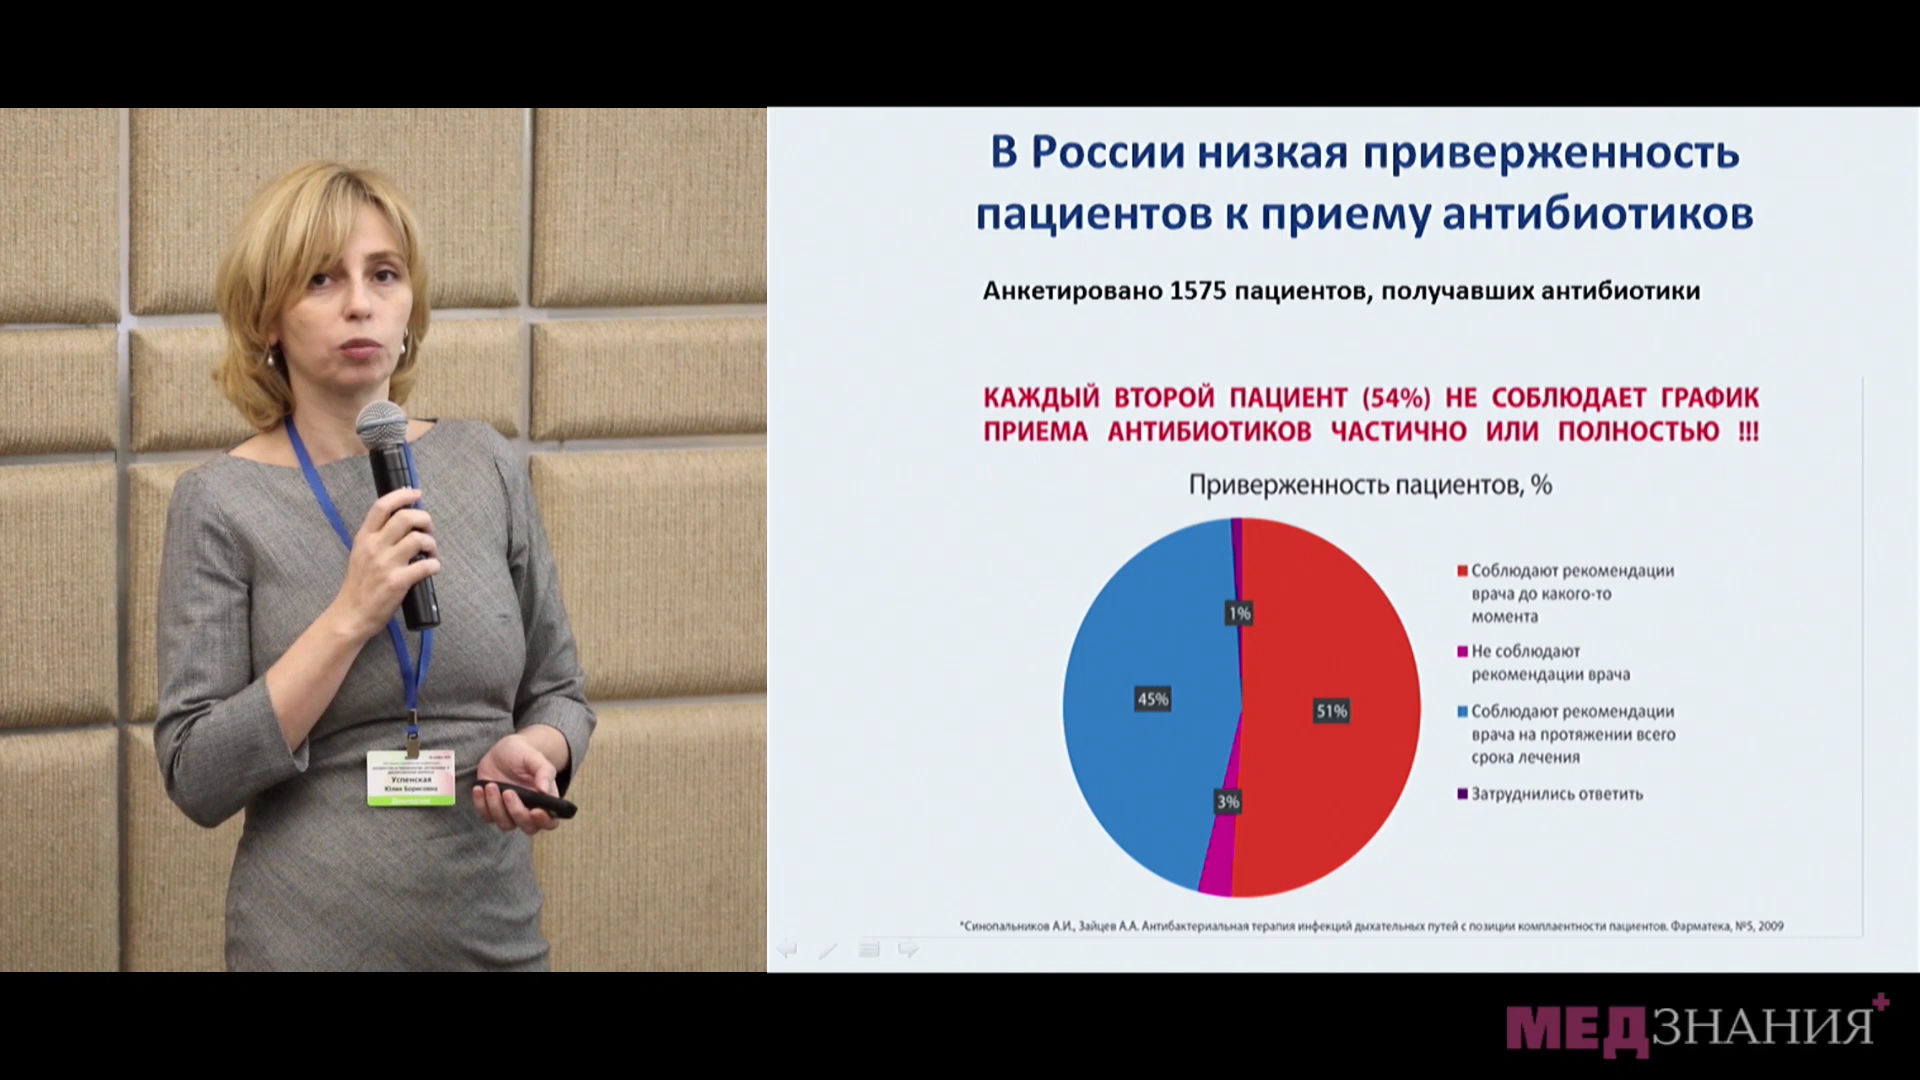 В России низкая приверженность
пациентов к приему антибиотиков
Анкетировано 1575 пациентов, получавших антибиотики
КАЖДЫЙ ВТОРОЙ ПАЦИЕНТ (54%) НЕ СОБЛЮДАЕТ ГРАФИК
ПРИЕМА АНТИБИОТИКОВ ЧАСТИЧНО ИЛИ ПОЛНОСТЬЮ !!!
Приверженность пациентов, %
1%
45%
51%
3%
Соблюдают рекомендации
врача до какого-то
момента
Не соблюдают
рекомендации врача
Соблюдают рекомендации
врача на протяжении всего
срока лечения
Затруднились ответить
*Синопальников А.И., Зайцев А.А. Антибактериальная терапия инфекций дыхательных путей с позиции комплаентности пациентов. Фарматека, №5, 2009
Успенская
Юлия Борисовна
МЕДЗНАНИЯ+